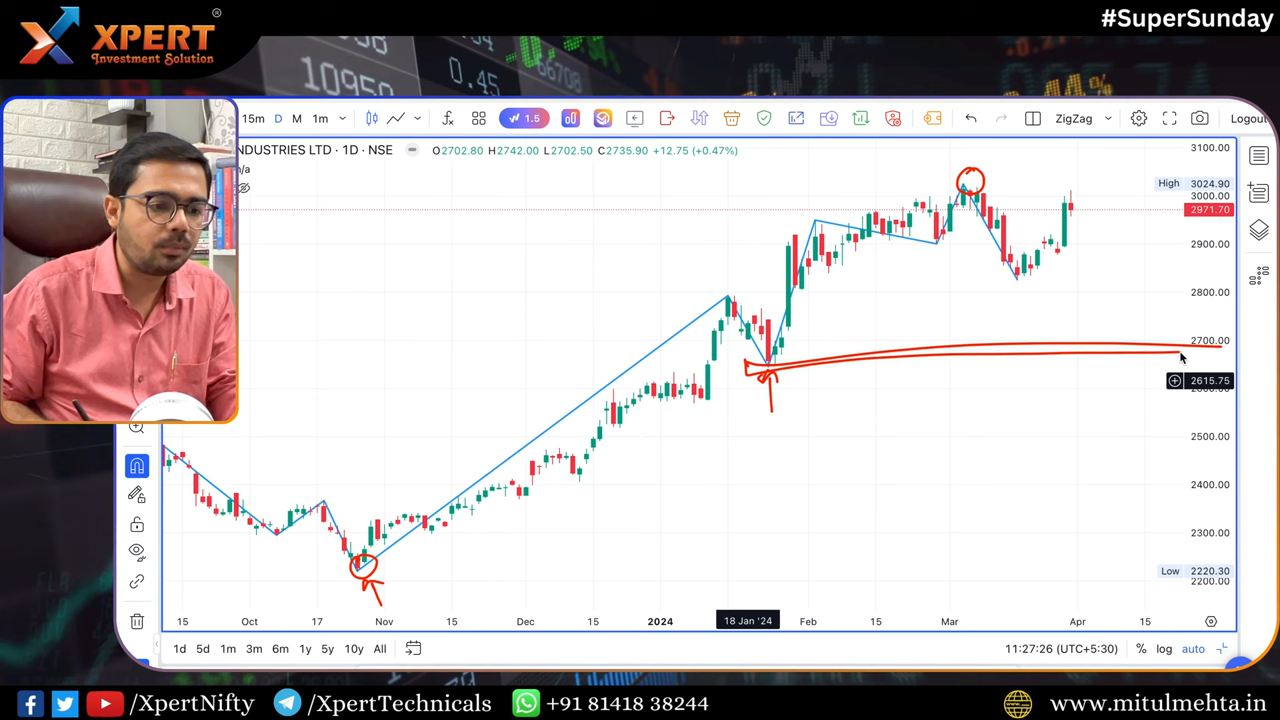 XPERT
Investment Solution
®
#SuperSunday
15m D M 1m 1.5 ZigZag Logout
NDUSTRIES LTD · 1D · NSE O2702.80 H2742.00 L2702.50 C2735.90 +12.75 (+0.47%)
n/a
3100.00
High 3024.90
3000.00
2971.70
2900.00
2800.00
2700.00
2615.75
2500.00
2400.00
2300.00
Low 2220.30
2200.00
15 Oct 17 Nov 15 Dec 15 2024 18 Jan '24 Feb 15 Mar Apr 15
1d 5d 1m 3m 6m 1y 5y 10y All 11:27:26 (UTC+5:30) % log auto
/XpertNifty /XpertTechnicals +91 81418 38244 www.mitulmehta.in